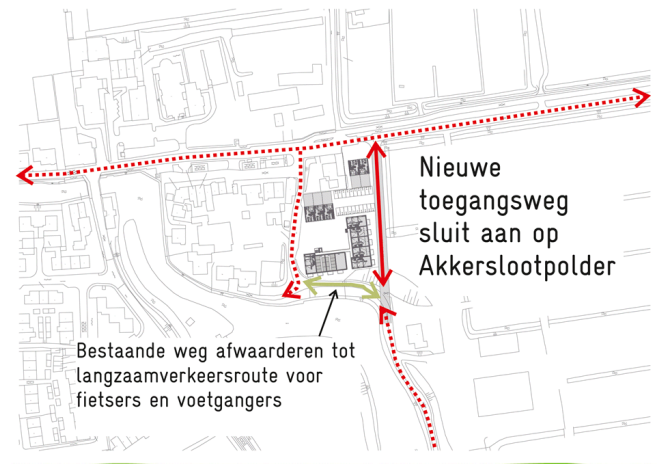 Nieuwe
toegangsweg
sluit aan op
Akkerslootpolder
Bestaande weg afwaarderen tot
langzaamverkeersroute voor
fietsers en voetgangers